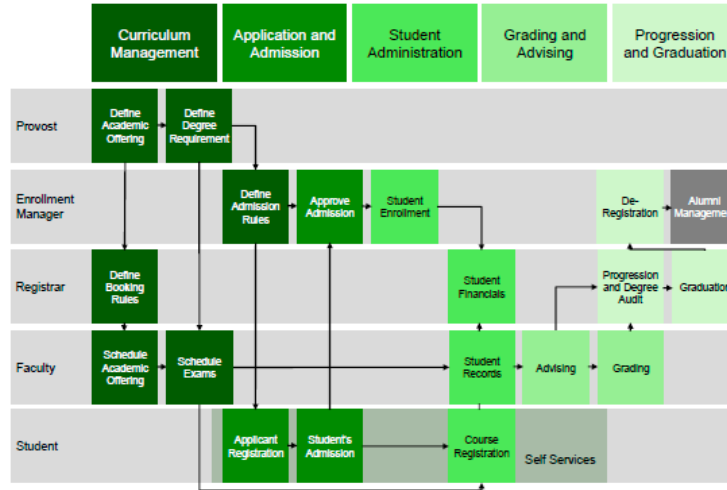 Curriculum
Management
Application and
Admission
Student
Administration
Grading and
Advising
Progression
and Graduation
Provost
Define
Academic
Offering
Define
Degree
Requirement
Enrollment
Manager
Define
Admission
Rules
Approve
Admission
Student
Enrollment
De-
Registration
Alumni
Management
Registrar
Define
Booking
Rules
Student
Financials
Progression
and Degree
Audit
Graduation
Faculty
Schedule
Academic
Offering
Schedule
Exams
Student
Records
Advising
Grading
Student
Applicant
Registration
Student's
Admission
Course
Registration
Self Services